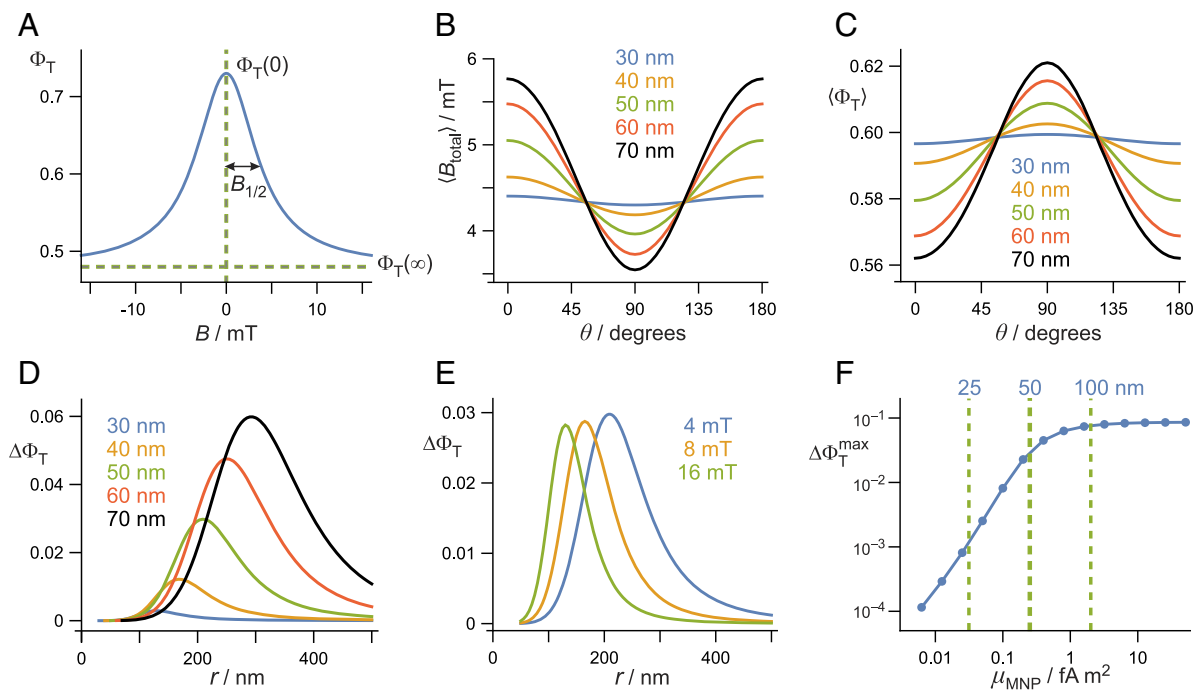 A
Φ_T
Φ_T(0)
0.7
0.6
0.5
B_1/2
Φ_T(∞)
-10
0
10
B / mT
B
⟨B_total⟩ / mT
6
5
4
30 nm
40 nm
50 nm
60 nm
70 nm
0
45
90
135
180
θ / degrees
C
⟨Φ_T⟩
0.62
0.60
0.58
0.56
30 nm
40 nm
50 nm
60 nm
70 nm
0
45
90
135
180
θ / degrees
D
ΔΦ_T
0.06
0.04
0.02
0
30 nm
40 nm
50 nm
60 nm
70 nm
0
200
400
r / nm
E
ΔΦ_T
0.03
0.02
0.01
0
4 mT
8 mT
16 mT
0
200
400
r / nm
F
25 50 100 nm
ΔΦ_T^max
10^-1
10^-2
10^-3
10^-4
0.01
0.1
1
10
μ_MNP / fA m²